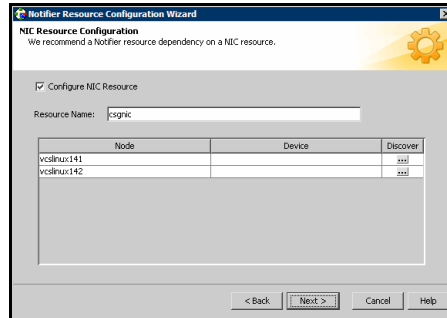 Notifier Resource Configuration Wizard
NIC Resource Configuration
We recommend a Notifier resource dependency on a NIC resource.
Configure NIC Resource
Resource Name: csgnic
Node Device Discover
vcslinux141 ...
vcslinux142 ...
< Back Next > Cancel Help